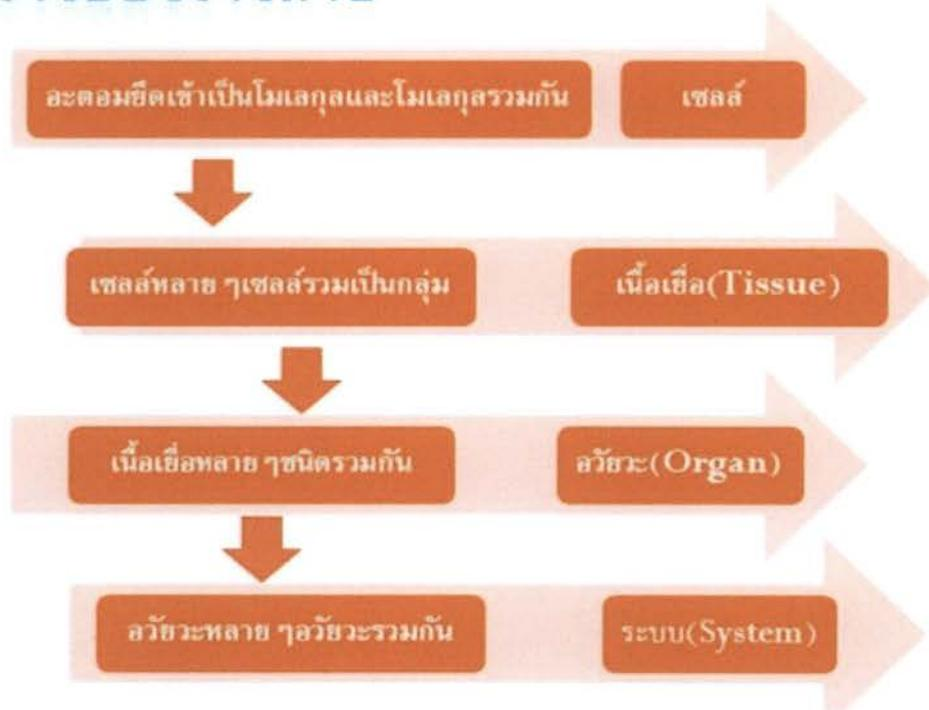 อะตอมยึดเข้าเป็นโมเลกุลและโมเลกุลรวมกัน เซลล์
เซลล์หลาย ๆเซลล์รวมเป็นกลุ่ม เนื้อเยื่อ(Tissue)
เนื้อเยื่อหลาย ๆชนิดรวมกัน อวัยวะ(Organ)
อวัยวะหลาย ๆอวัยวะรวมกัน ระบบ(System)